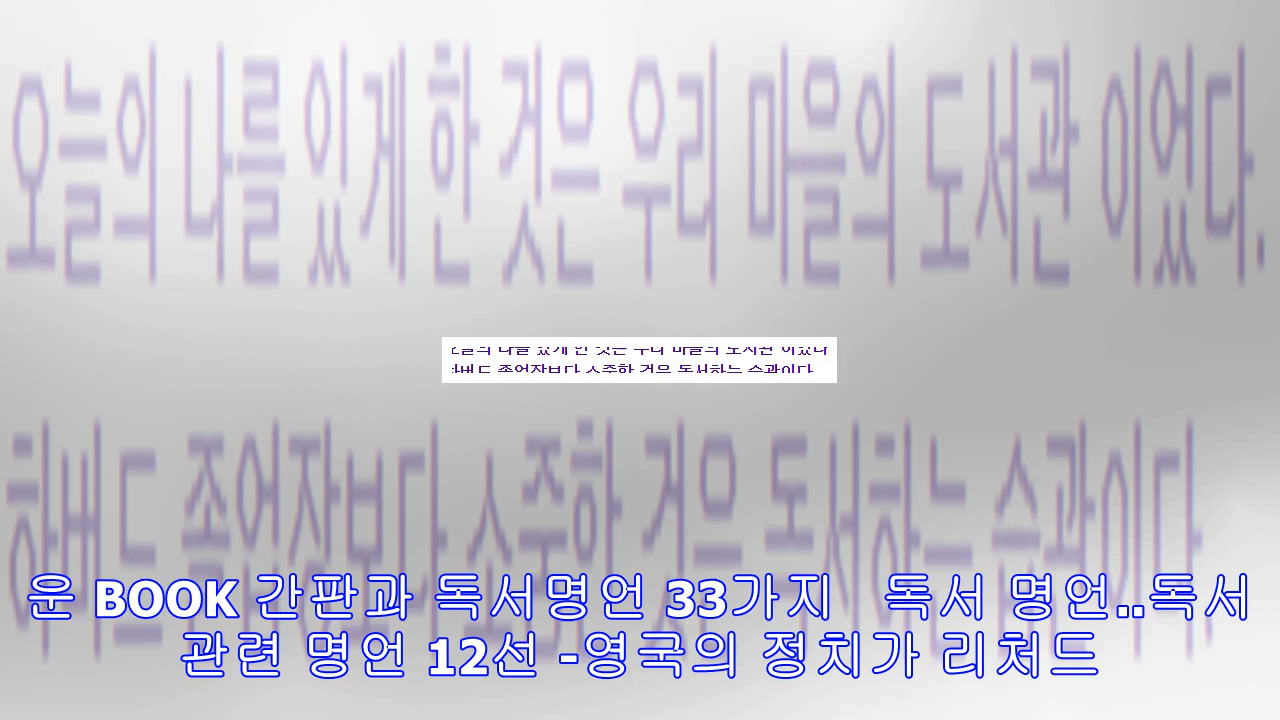 오늘의 나를 있게 한 것은 우리 마을의 도서관 이었다.
오늘의 나를 있게 한 것은 우리 마을의 도서관 이었다
하버드 졸업장보다 소중한 것은 독서하는 습관이다
하버드 졸업장보다 소중한 것은 독서하는 습관이다
운 BOOK 간판과 독서명언 33가지 독서 명언..독서
관련 명언 12선 -영국의 정치가 리처드